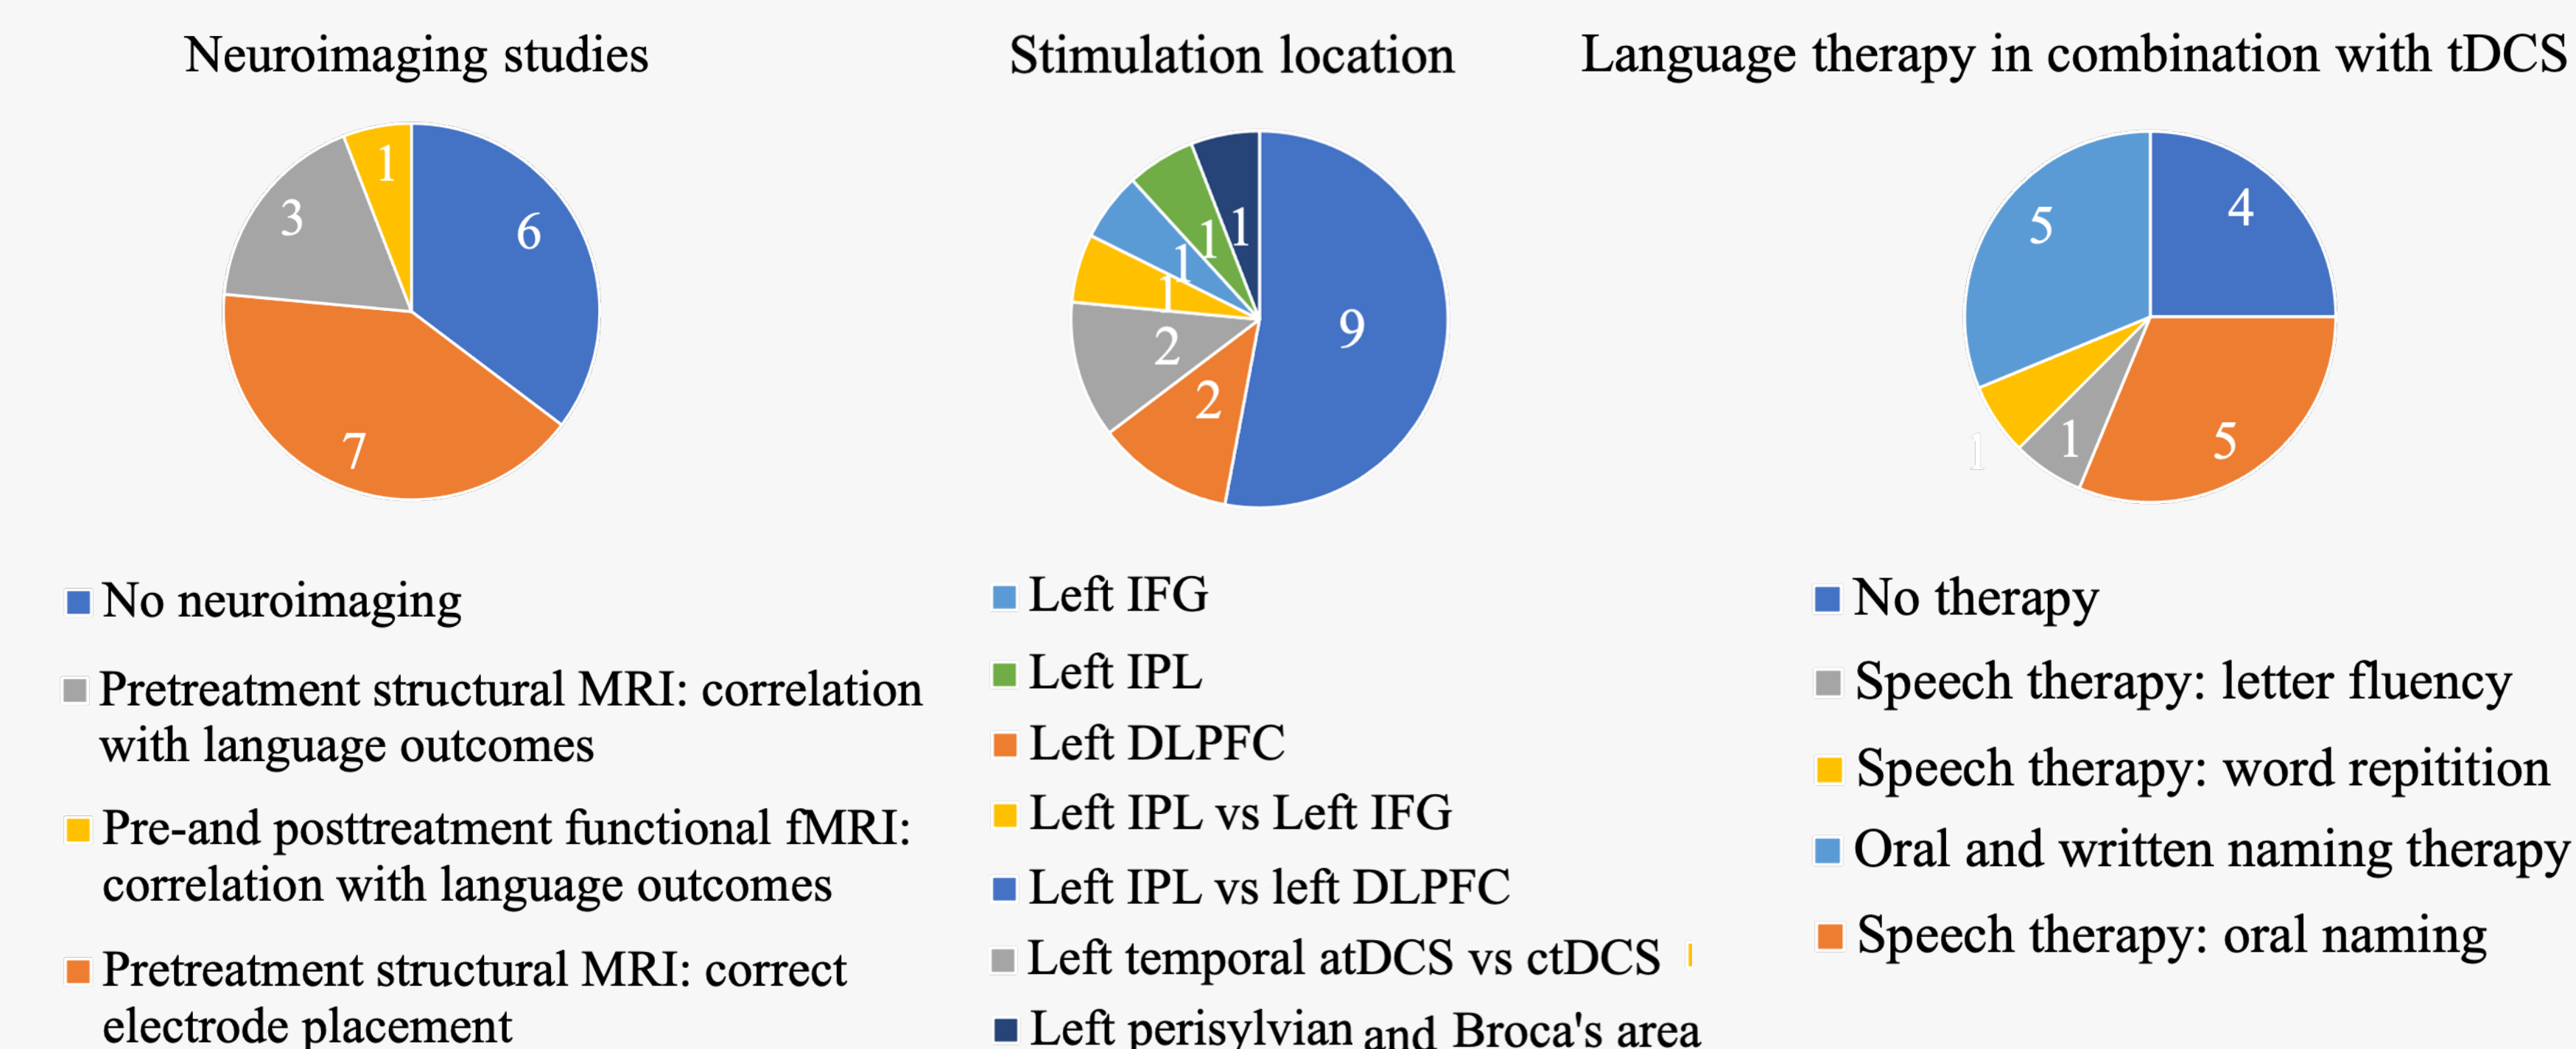 Neuroimaging studies
1
3
6
7
No neuroimaging
Pretreatment structural MRI: correlation
with language outcomes
Pre-and posttreatment functional fMRI:
correlation with language outcomes
Pretreatment structural MRI: correct
electrode placement
Stimulation location
1
1
1
1
2
2
9
Left IFG
Left IPL
Left DLPFC
Left IPL vs Left IFG
Left IPL vs left DLPFC
Left temporal atDCS vs ctDCS
Left perisylvian and Broca's area
Language therapy in combination with tDCS
5
4
1
1
5
No therapy
Speech therapy: letter fluency
Speech therapy: word repitition
Oral and written naming therapy
Speech therapy: oral naming